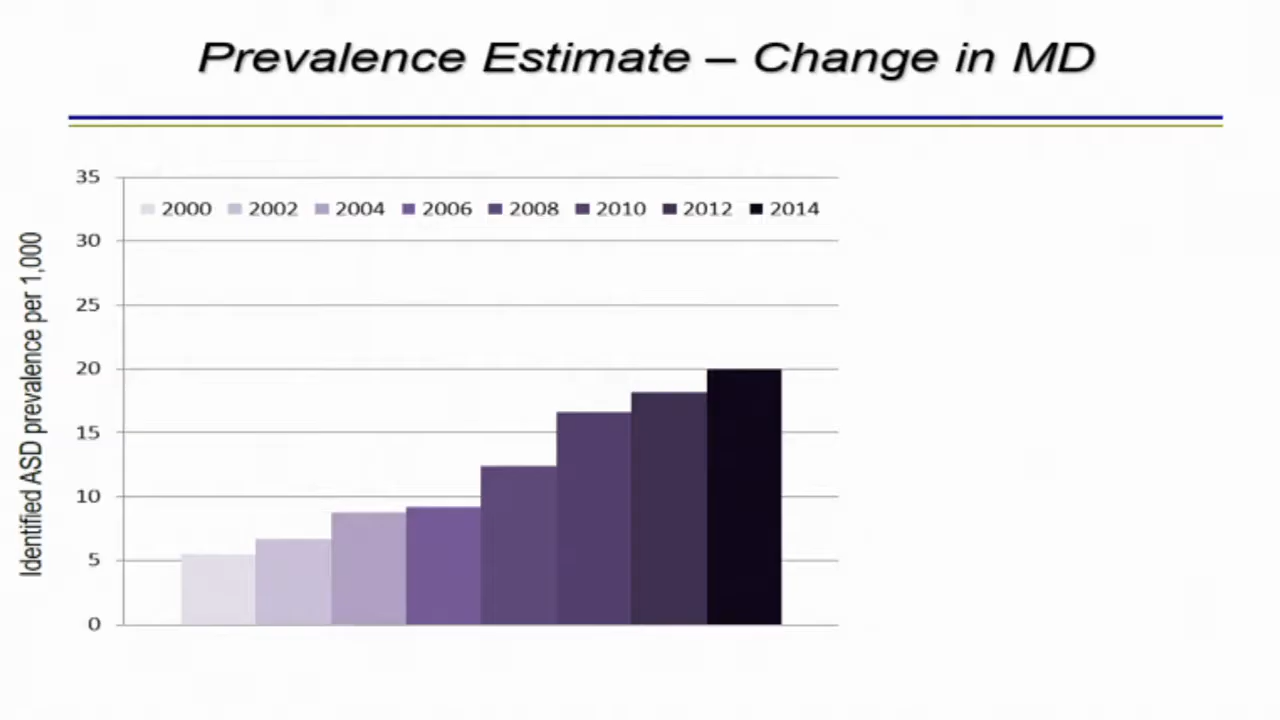 Prevalence Estimate – Change in MD
Identified ASD prevalence per 1,000
35
2000 2002 2004 2006 2008 2010 2012 2014
30
25
20
15
10
5
0